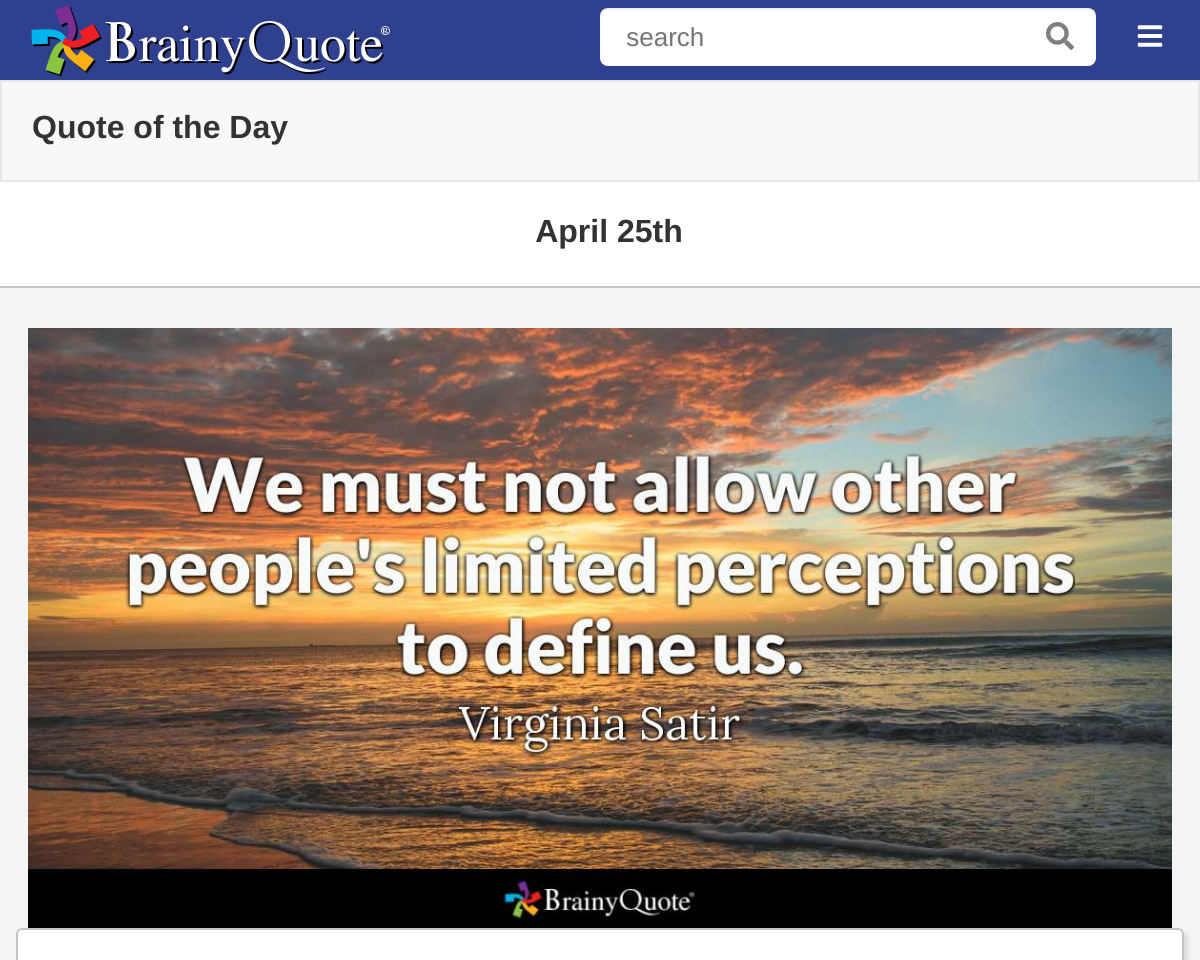 BrainyQuote®
search
Quote of the Day
April 25th
We must not allow other
people's limited perceptions
to define us.
Virginia Satir
BrainyQuote®